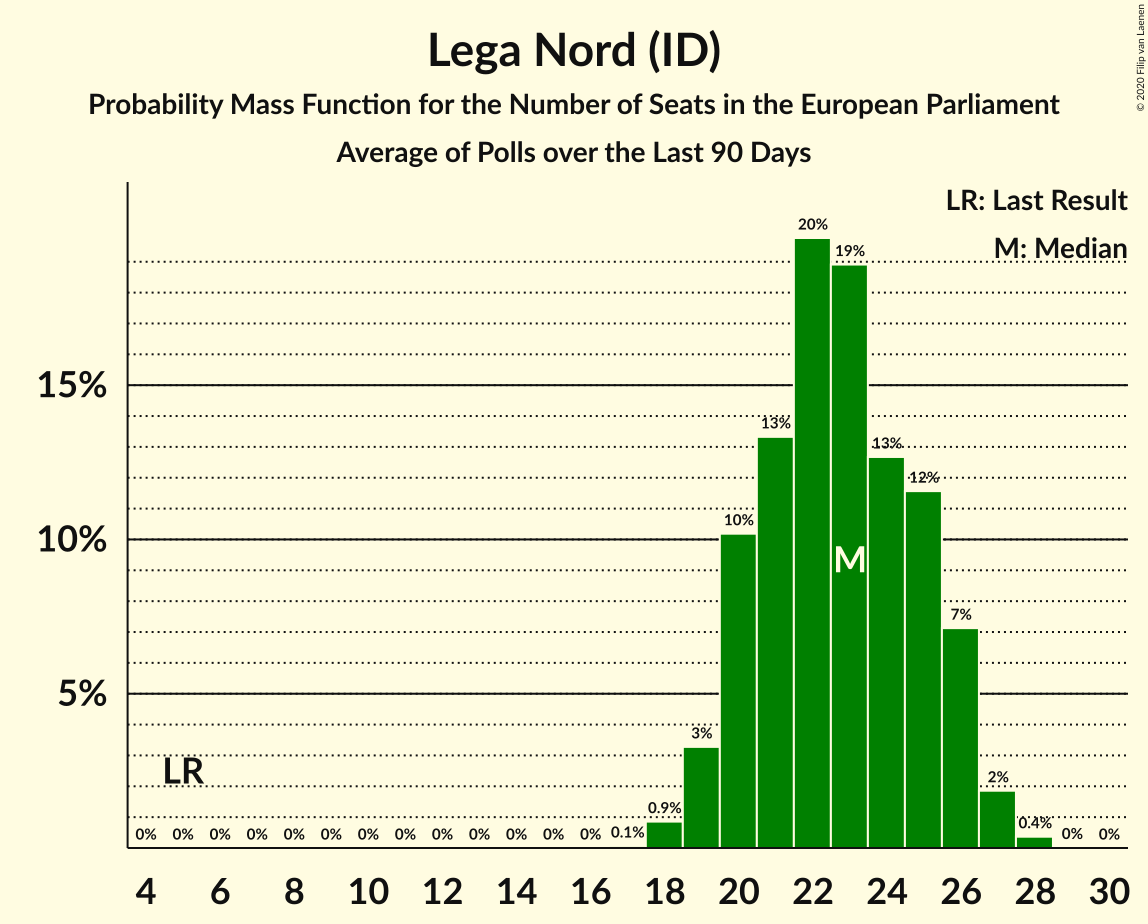 Lega Nord (ID)
Probability Mass Function for the Number of Seats in the European Parliament
Average of Polls over the Last 90 Days
© 2020 Filip van Laenen
LR: Last Result
M: Median
20%
19%
15%
13%
13%
12%
10%
10%
M
7%
5%
3%
LR
2%
0% 0% 0% 0% 0% 0% 0% 0% 0% 0% 0% 0% 0% 0.1% 0.9% 0.4% 0% 0%
4 6 8 10 12 14 16 18 20 22 24 26 28 30